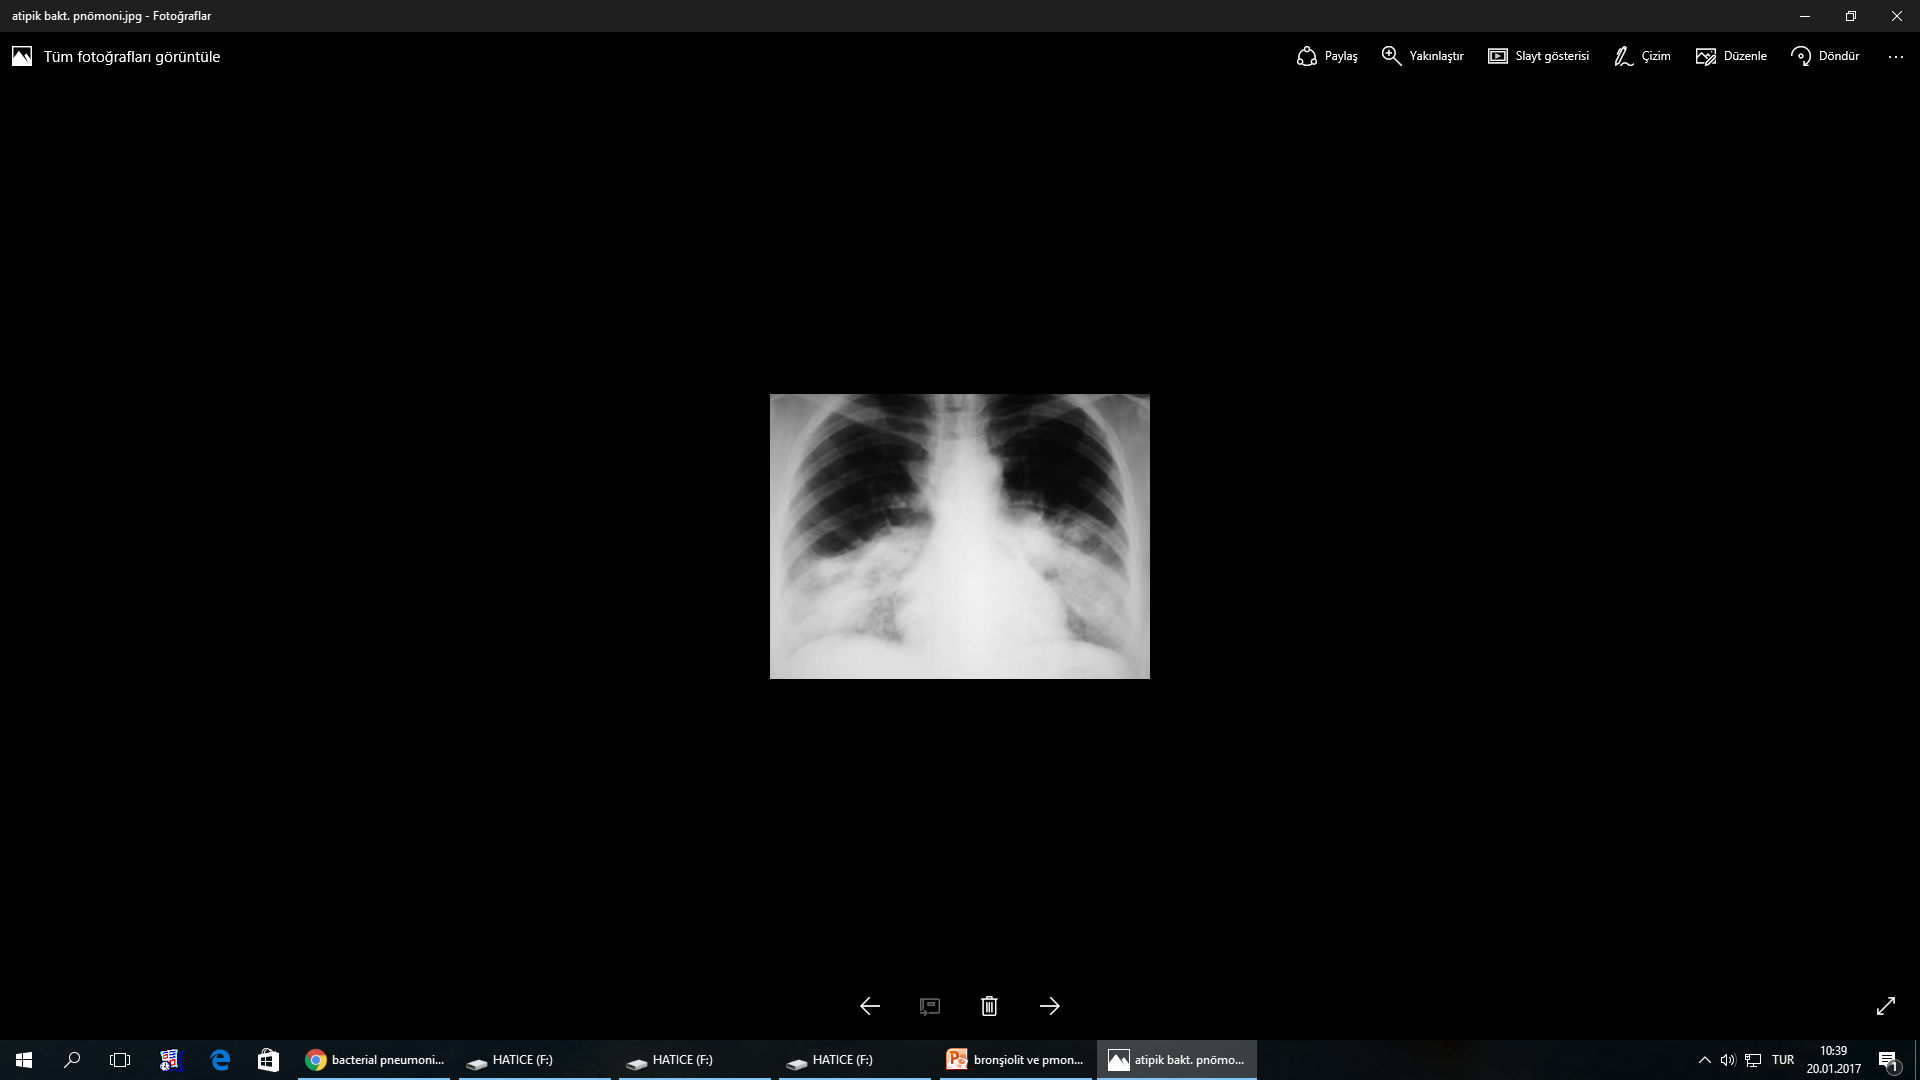 atipik bakt. pnömoni.jpg - Fotoğraflar
Tüm fotoğrafları görüntüle
Paylaş
Yakınlaştır
Slayt gösterisi
Çizim
Düzenle
Döndür
bacterial pneumoni...
HATICE (F:)
HATICE (F:)
HATICE (F:)
bronşiolit ve pmon...
atipik bakt. pnömo...
TUR
10:39
20.01.2017
1